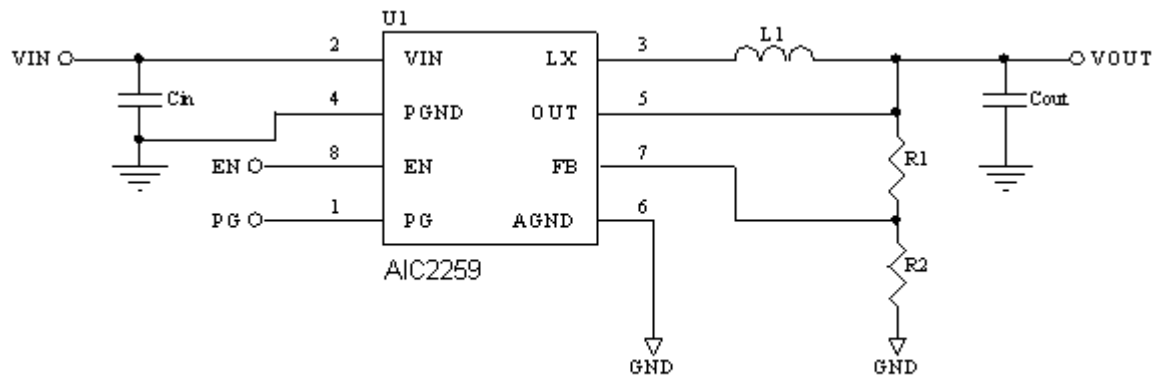 U1
VIN
2
VIN
LX
3
L1
VOUT
Cin
4
PGND
OUT
5
Cout
EN
8
EN
FB
7
R1
PG
1
PG
AGND
6
AIC2259
R2
GND
GND